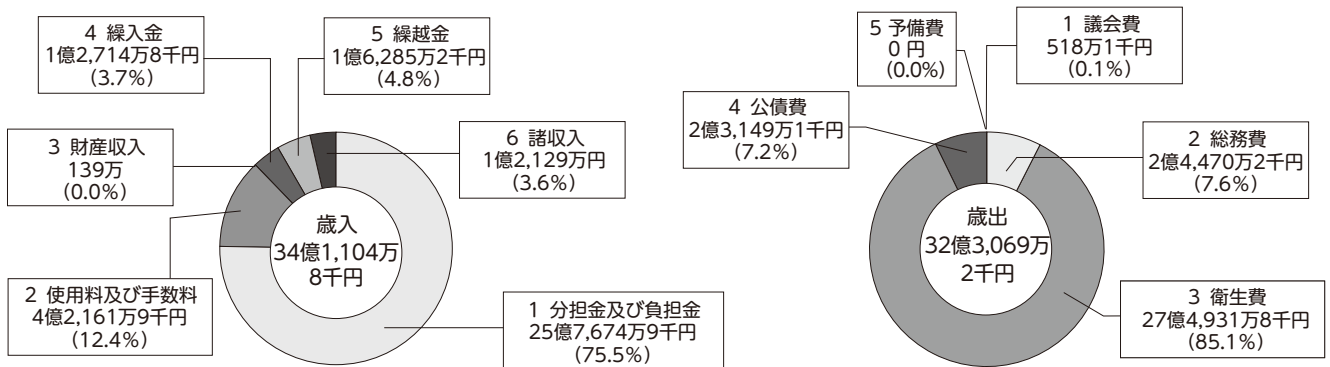 4 繰入金
1億2,714万8千円
(3.7%)
5 繰越金
1億6,285万2千円
(4.8%)
3 財産収入
139万
(0.0%)
6 諸収入
1億2,129万円
(3.6%)
歳入
34億1,104万
8千円
2 使用料及び手数料
4億2,161万9千円
(12.4%)
1 分担金及び負担金
25億7,674万9千円
(75.5%)
5 予備費
0 円
(0.0%)
1 議会費
518万1千円
(0.1%)
4 公債費
2億3,149万1千円
(7.2%)
2 総務費
2億4,470万2千円
(7.6%)
歳出
32億3,069万
2千円
3 衛生費
27億4,931万8千円
(85.1%)